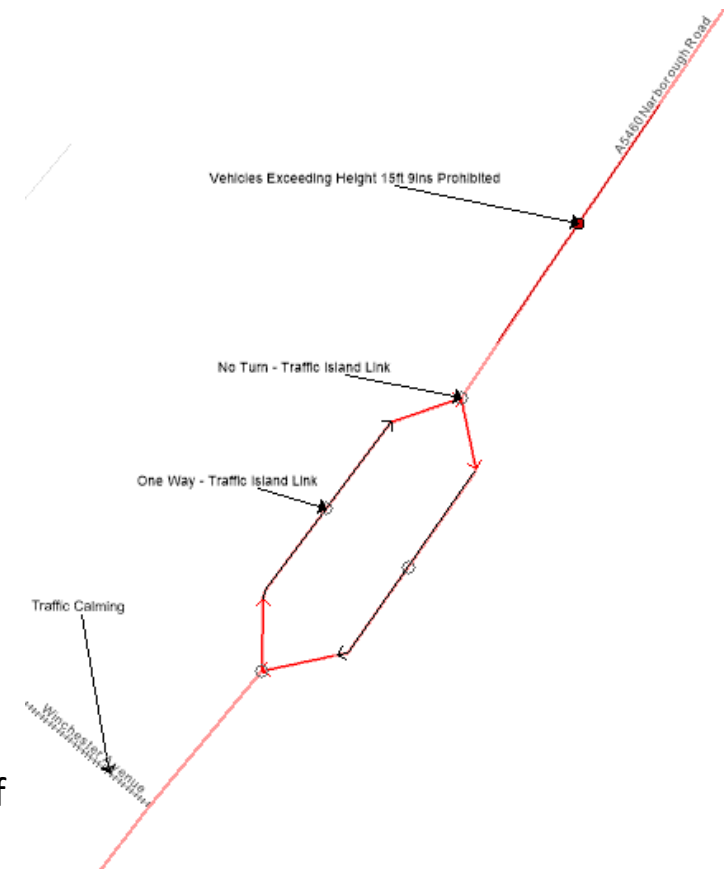 A5460 Narborough Road
Vehicles Exceeding Height 15ft 9ins Prohibited
No Turn - Traffic Island Link
One Way - Traffic Island Link
Traffic Calming
Winchester Avenue
f